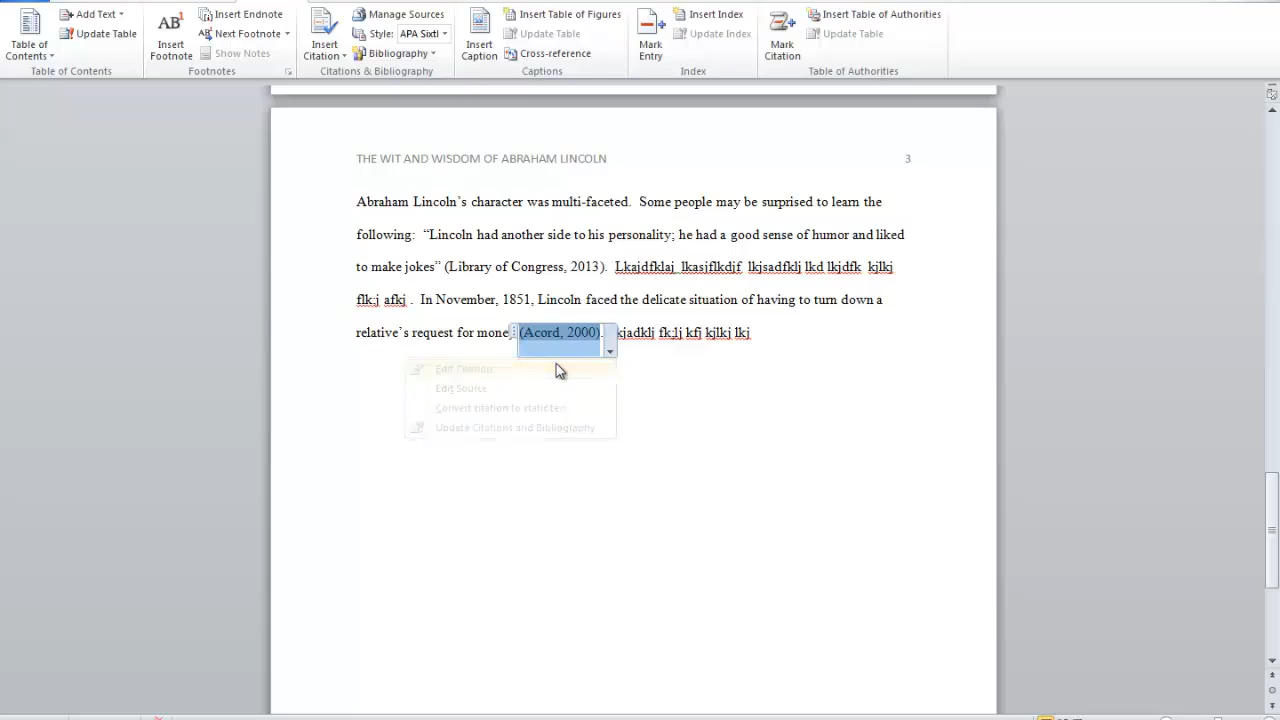 Table of
Contents
Add Text
Update Table
Table of Contents
AB¹
Insert
Footnote
Insert Endnote
Next Footnote
Show Notes
Footnotes
Insert
Citation
Manage Sources
Style: APA Sixtl
Bibliography
Citations & Bibliography
Insert
Caption
Insert Table of Figures
Update Table
Cross-reference
Captions
Mark
Entry
Insert Index
Update Index
Index
Mark
Citation
Insert Table of Authorities
Update Table
Table of Authorities
THE WIT AND WISDOM OF ABRAHAM LINCOLN 3
Abraham Lincoln’s character was multi-faceted. Some people may be surprised to learn the
following: “Lincoln had another side to his personality; he had a good sense of humor and liked
to make jokes” (Library of Congress, 2013). Lkajdfklaj lkasjflkdjf lkjsadfklj lkd lkjdfk kjlkj
flk;j afkj . In November, 1851, Lincoln faced the delicate situation of having to turn down a
relative’s request for mone (Acord, 2000). kjadklj fk;lj kfj kjlkj lkj
Edit Citation
Edit Source
Convert citation to static text
Update Citations and Bibliography